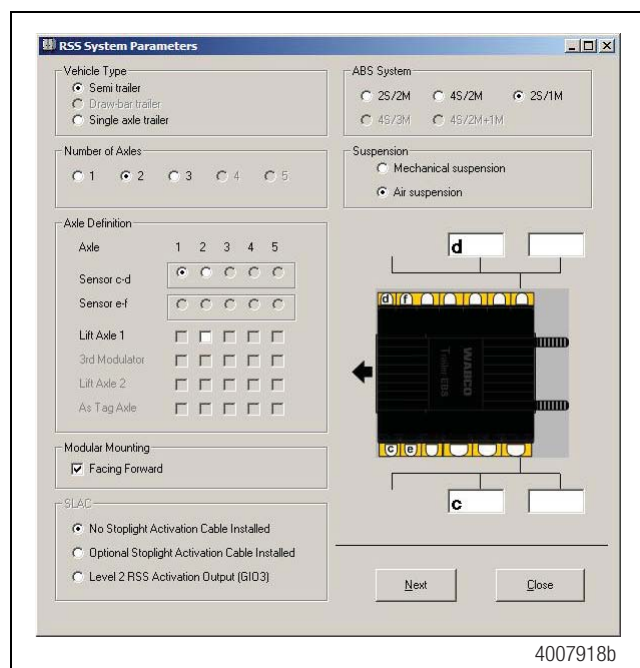 RSS System Parameters
Vehicle Type
Semi trailer
Draw-bar trailer
Single axle trailer
Number of Axles
1 2 3 4 5
Axle Definition
Axle 1 2 3 4 5
Sensor c-d
Sensor e-f
Lift Axle 1
3rd Modulator
Lift Axle 2
As Tag Axle
Modular Mounting
Facing Forward
SLAC
No Stoplight Activation Cable Installed
Optional Stoplight Activation Cable Installed
Level 2 RSS Activation Output (GIO3)
ABS System
2S/2M 4S/2M 2S/1M
4S/3M 4S/2M+1M
Suspension
Mechanical suspension
Air suspension
d
d f
WABCO
Trailer EBS
c e
c
Next Close
4007918b